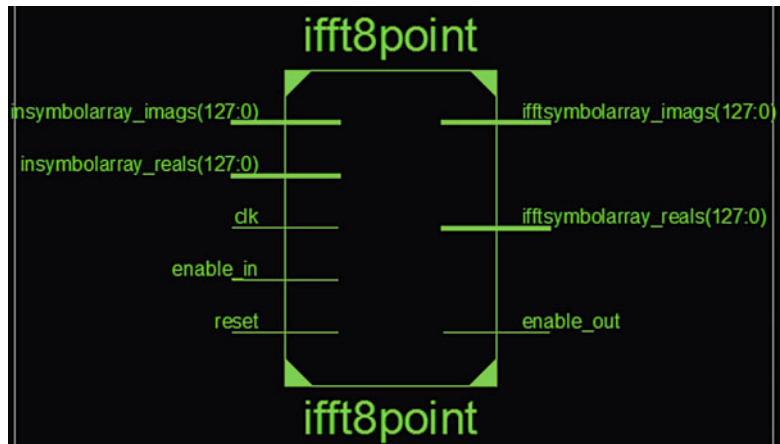 ifft8point
insymbolarray_imags(127:0)
ifftsymbolarray_imags(127:0)
insymbolarray_reals(127:0)
ifftsymbolarray_reals(127:0)
clk
enable_in
reset
enable_out
ifft8point